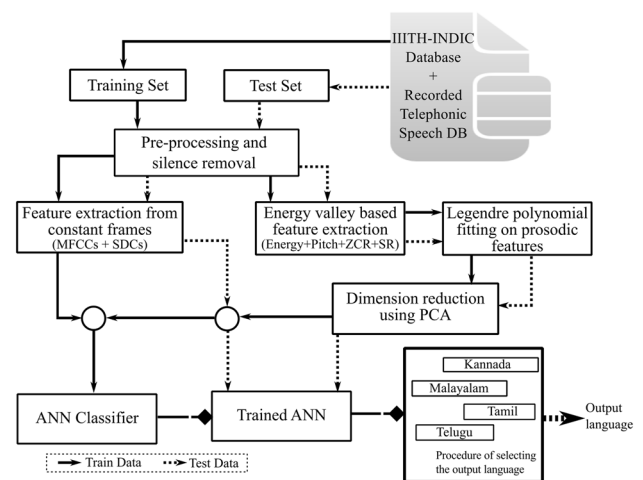 IIITH-INDIC
Database
+
Recorded
Telephonic
Speech DB
Training Set
Test Set
Pre-processing and
silence removal
Feature extraction from
constant frames
(MFCCs + SDCs)
Energy valley based
feature extraction
(Energy+Pitch+ZCR+SR)
Legendre polynomial
fitting on prosodic
features
Dimension reduction
using PCA
ANN Classifier
Trained ANN
Kannada
Malayalam
Tamil
Telugu
Procedure of selecting
the output language
Output
language
Train Data
Test Data